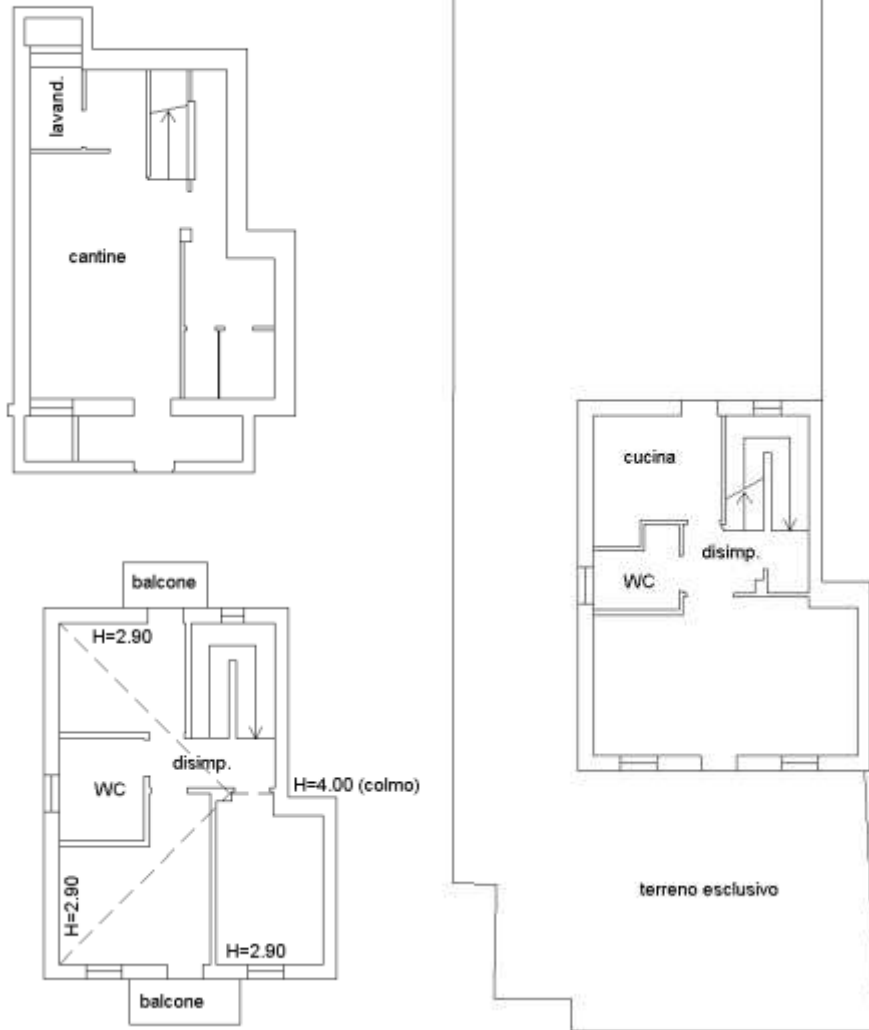 lavand.
cantine
balcone
H=2.90
disimp.
WC
H=4.00 (colmo)
H=2.90
H=2.90
balcone
cucina
disimp.
WC
terreno esclusivo